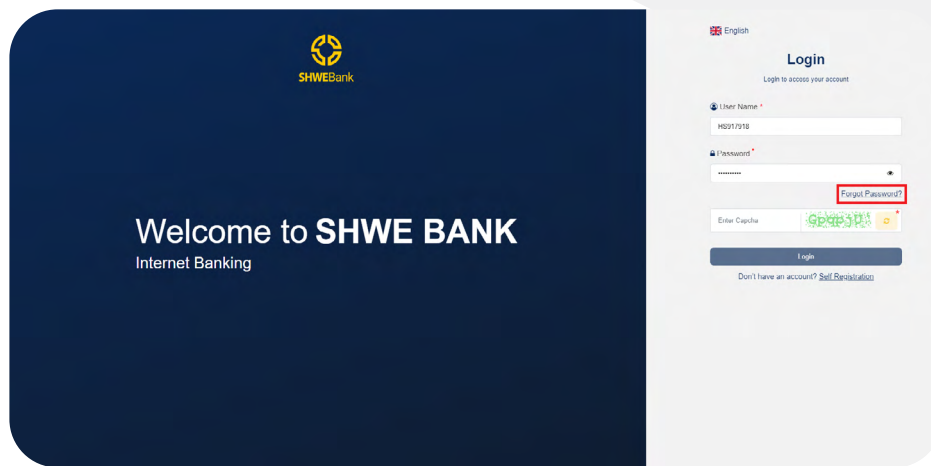 SHWEBank
Welcome to SHWE BANK
Internet Banking
English
Login
Login to access your account
User Name *
HS917918
Password *
••••••••••
Forgot Password?
Enter Capcha
*
Login
Don't have an account? Self Registration